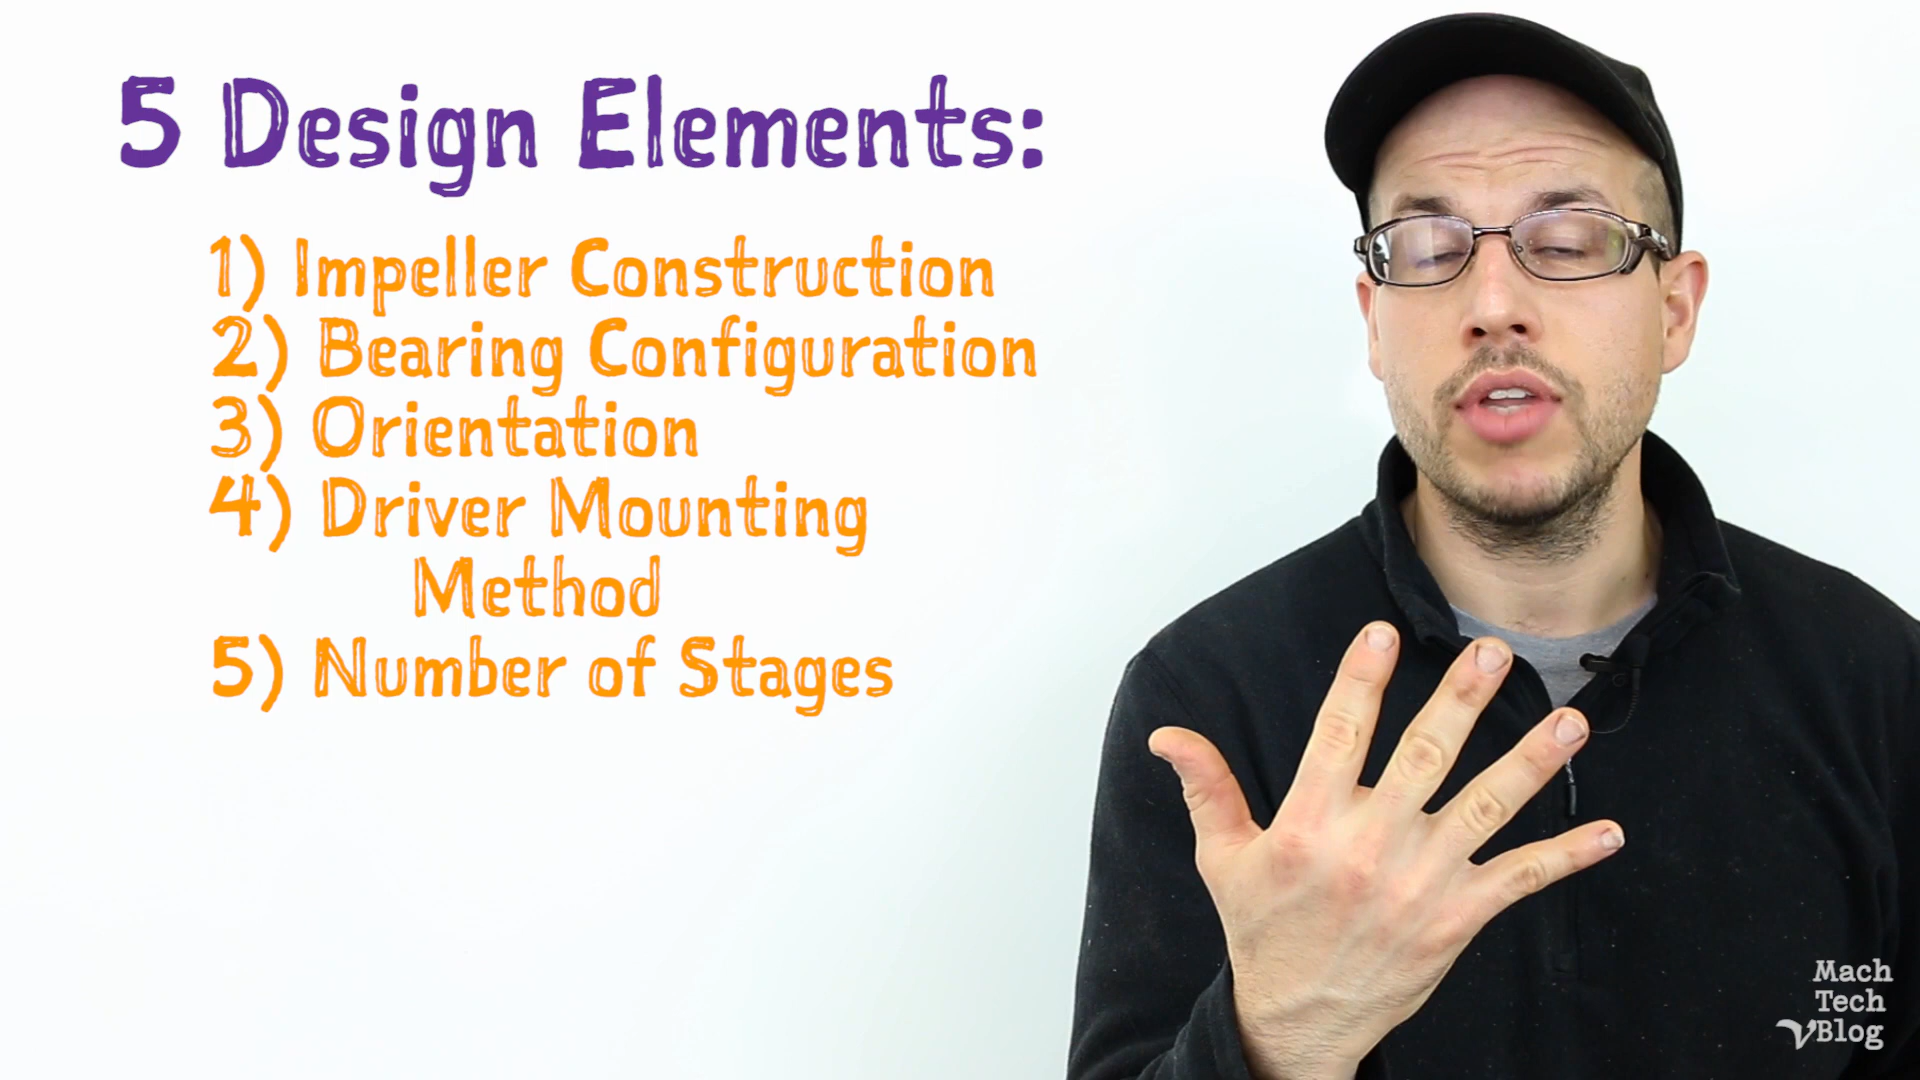 5 Design Elements:
1) Impeller Construction
2) Bearing Configuration
3) Orientation
4) Driver Mounting
Method
5) Number of Stages
Mach
Tech
VBlog